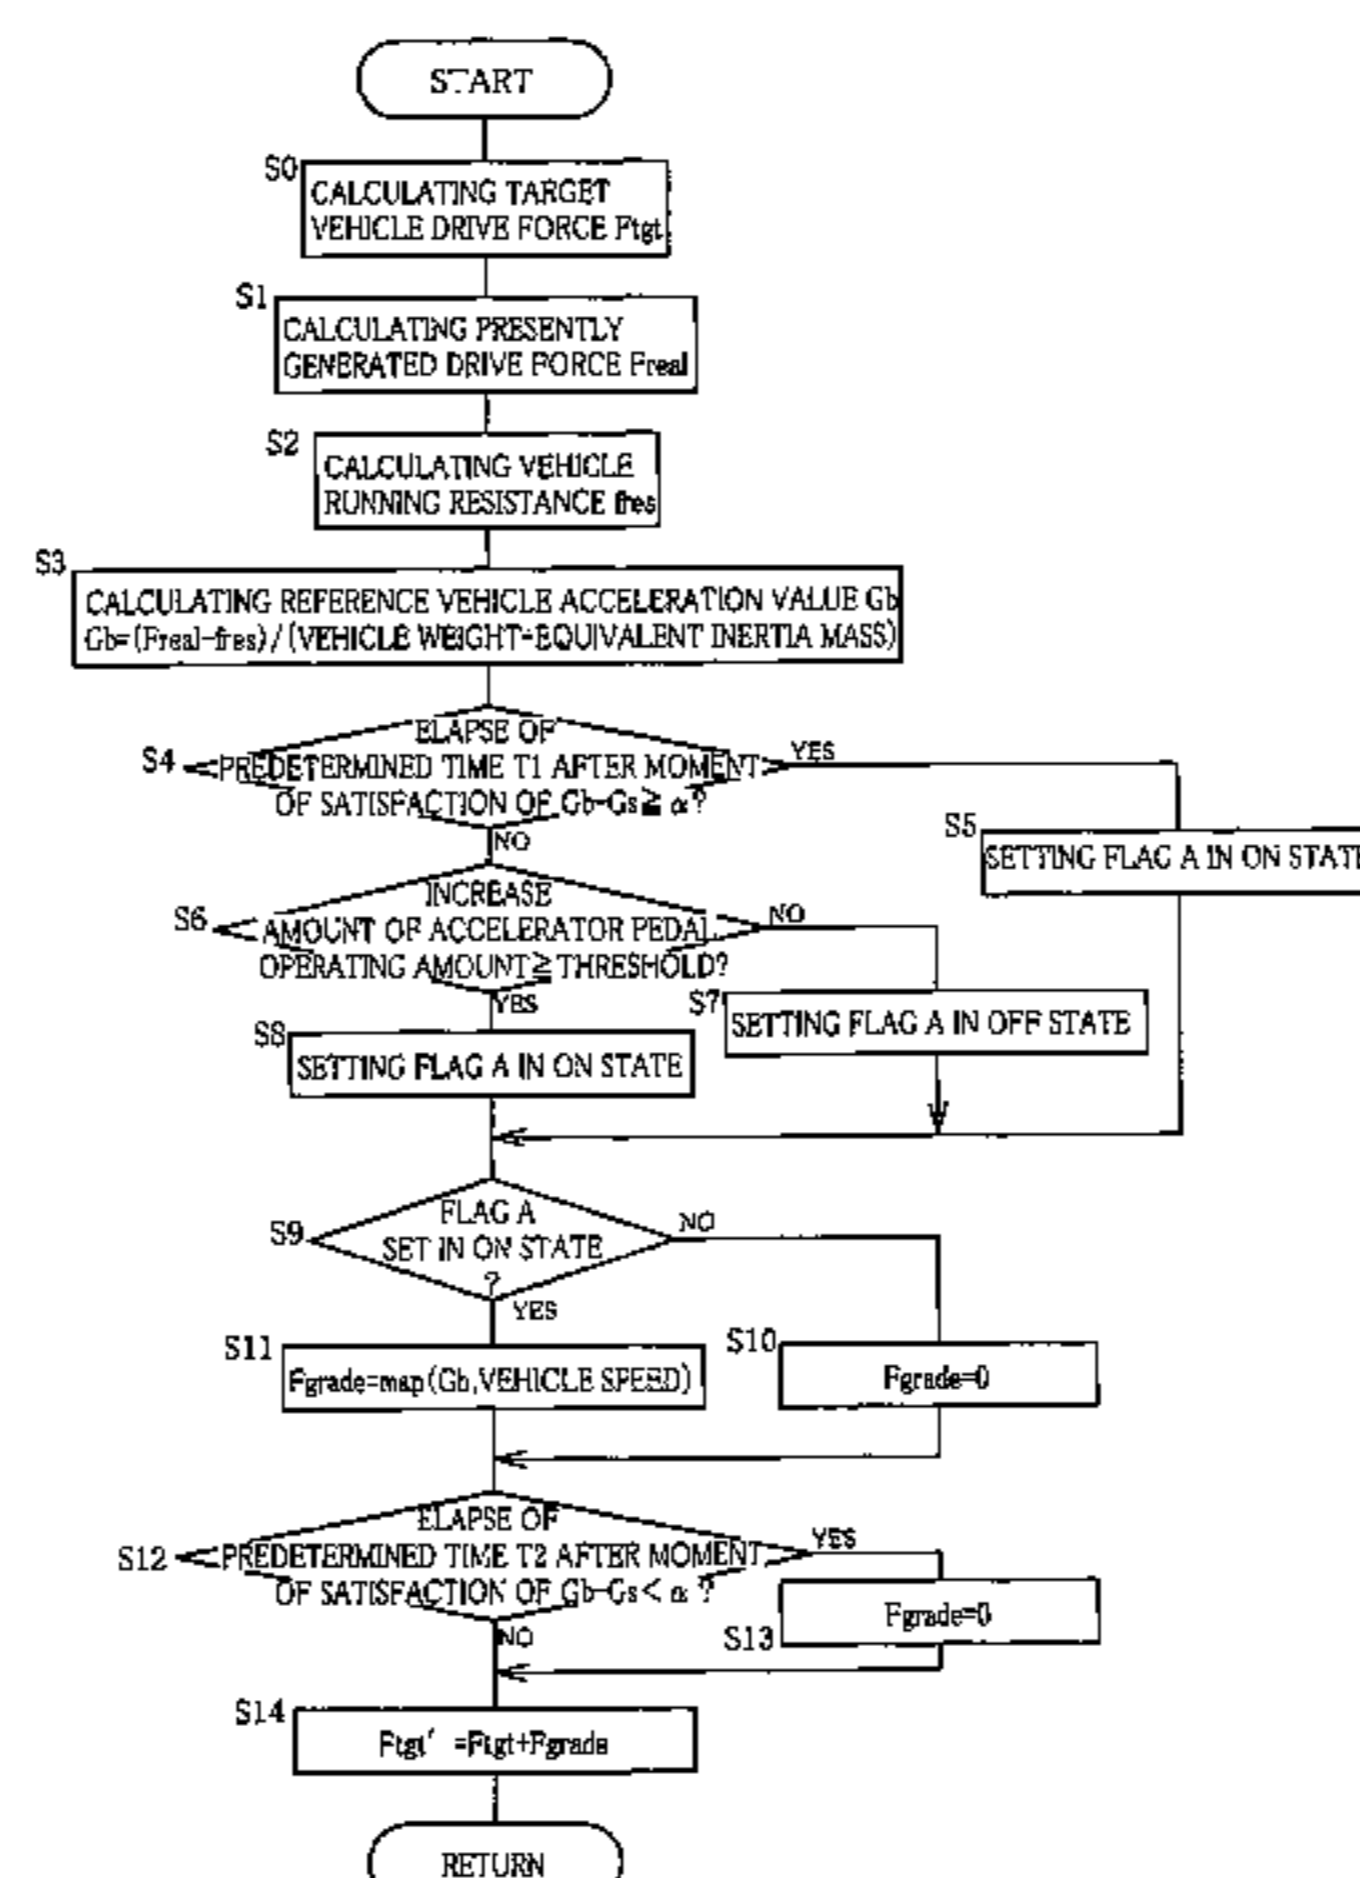 START
S0
CALCULATING TARGET
VEHICLE DRIVE FORCE Ftgt
S1
CALCULATING PRESENTLY
GENERATED DRIVE FORCE Freal
S2
CALCULATING VEHICLE
RUNNING RESISTANCE fres
S3
CALCULATING REFERENCE VEHICLE ACCELERATION VALUE Gb
Gb=(Freal-fres)/(VEHICLE WEIGHT+EQUIVALENT INERTIA MASS)
S4
ELAPSE OF
PREDETERMINED TIME T1 AFTER MOMENT
OF SATISFACTION OF Gb-Gs≧ α?
YES
NO
S5
SETTING FLAG A IN ON STATE
S6
INCREASE
AMOUNT OF ACCELERATOR PEDAL
OPERATING AMOUNT≧THRESHOLD?
NO
YES
S7
SETTING FLAG A IN OFF STATE
S8
SETTING FLAG A IN ON STATE
S9
FLAG A
SET IN ON STATE
?
NO
YES
S11
Fgrade=map(Gb,VEHICLE SPEED)
S10
Fgrade=0
S12
ELAPSE OF
PREDETERMINED TIME T2 AFTER MOMENT
OF SATISFACTION OF Gb-Gs< α ?
YES
NO
Fgrade=0
S13
S14
Ftgt' =Ftgt+Fgrade
RETURN